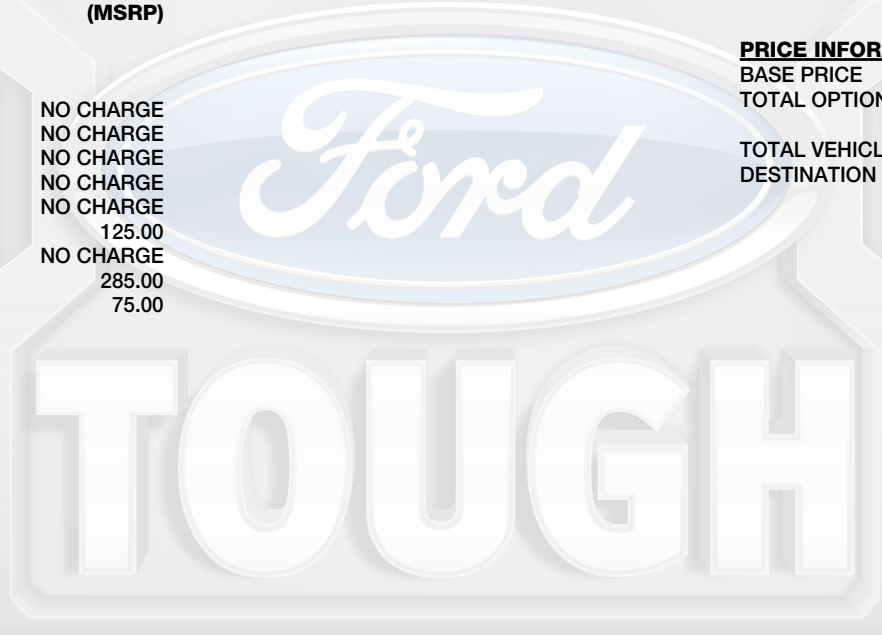 (MSRP)
NO CHARGE
NO CHARGE
NO CHARGE
NO CHARGE
NO CHARGE
125.00
NO CHARGE
285.00
75.00
PRICE INFOR
BASE PRICE
TOTAL OPTION
TOTAL VEHICL
DESTINATION
Ford
TOUGH